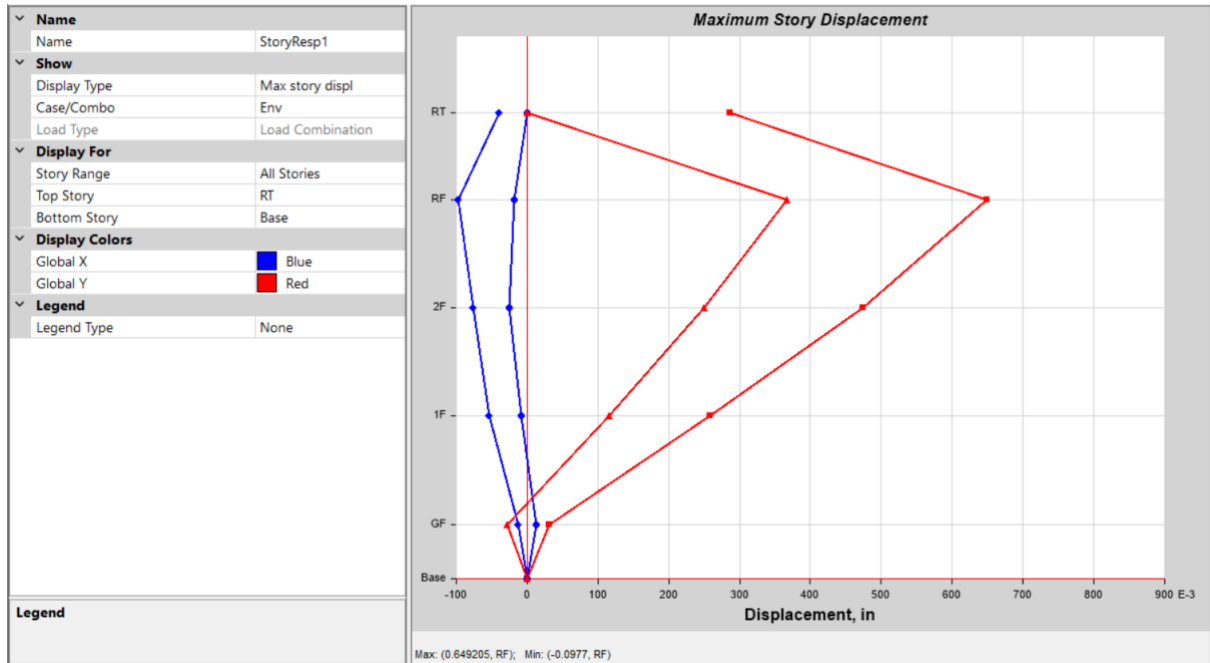 Name
Name StoryResp1
Show
Display Type Max story displ
Case/Combo Env
Load Type Load Combination
Display For
Story Range All Stories
Top Story RT
Bottom Story Base
Display Colors
Global X Blue
Global Y Red
Legend
Legend Type None
Legend
Maximum Story Displacement
RT
RF
2F
1F
GF
Base
-100 0 100 200 300 400 500 600 700 800 900 E-3
Displacement, in
Max: (0.649205, RF); Min: (-0.0977, RF)